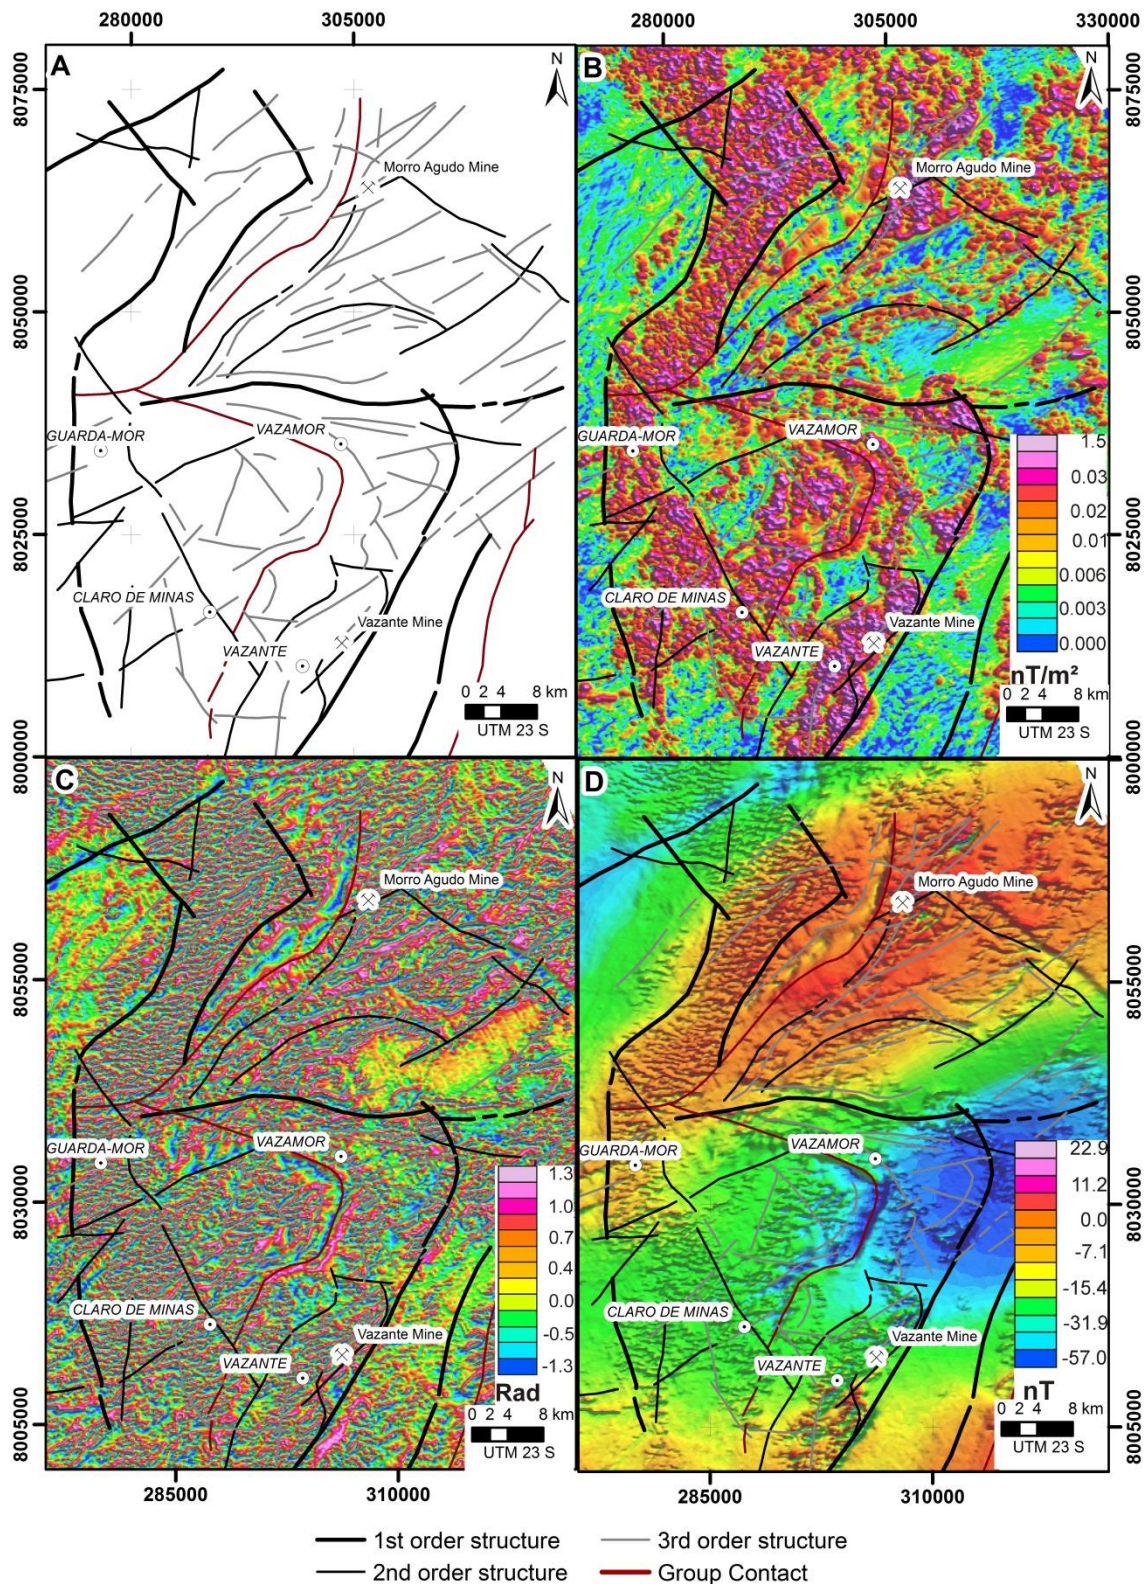 280000 305000 280000 305000 330000
A N B N
8075000 8075000
Morro Agudo Mine Morro Agudo Mine
8050000 8050000
GUARDA-MOR VAZAMOR GUARDA-MOR VAZAMOR
1.5
0.03
0.02
8025000 8025000
0.01
0.006
CLARO DE MINAS CLARO DE MINAS 0.003
Vazante Mine Vazante Mine
0.000
VAZANTE VAZANTE
nT/m²
0 2 4 8 km 0 2 4 8 km
UTM 23 S UTM 23 S
8000000 8000000
C N D N
Morro Agudo Mine Morro Agudo Mine
8055000 8055000
GUARDA-MOR VAZAMOR GUARDA-MOR VAZAMOR
1.3 22.9
1.0 11.2
8030000 8030000
0.7 0.0
0.4 -7.1
0.0 -15.4
CLARO DE MINAS CLARO DE MINAS
-0.5 -31.9
Vazante Mine Vazante Mine
-1.3 -57.0
VAZANTE VAZANTE
Rad nT
0 2 4 8 km 0 2 4 8 km
8005000 8005000
UTM 23 S UTM 23 S
285000 310000 285000 310000
1st order structure 3rd order structure
2nd order structure Group Contact